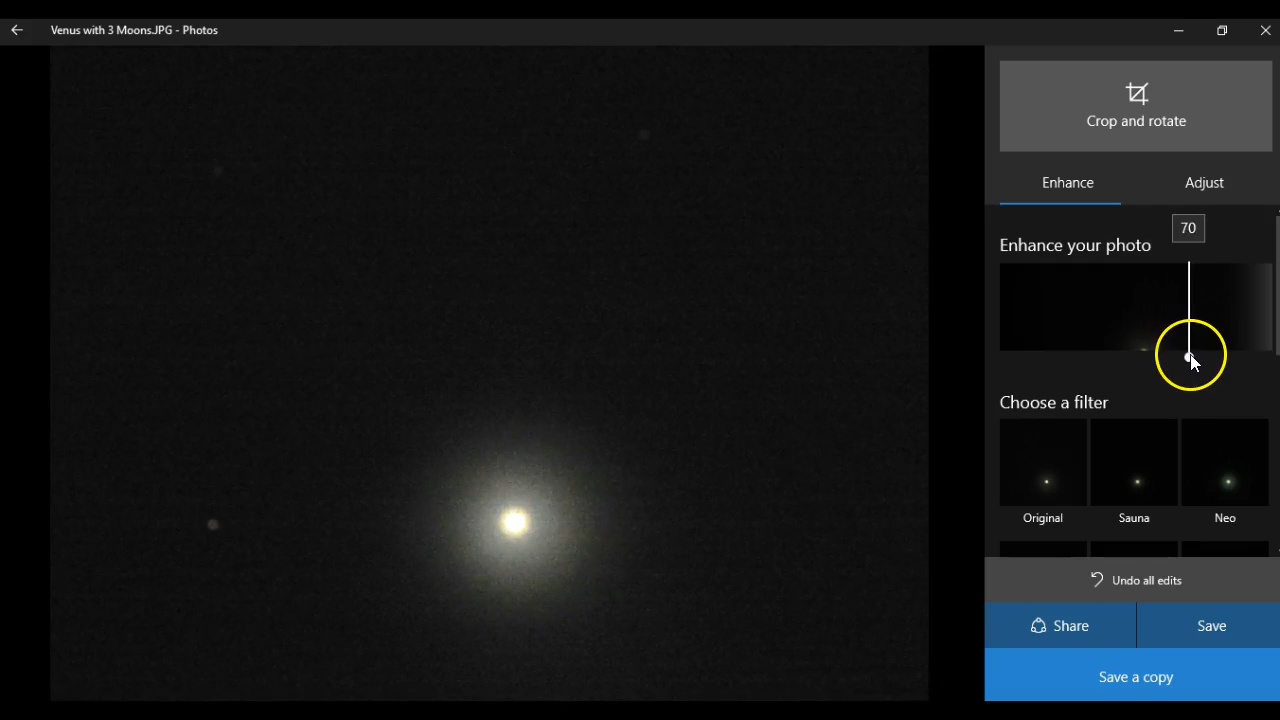 Venus with 3 Moons.JPG - Photos
Crop and rotate
Enhance
Adjust
70
Enhance your photo
Choose a filter
Original
Sauna
Neo
Undo all edits
Share
Save
Save a copy